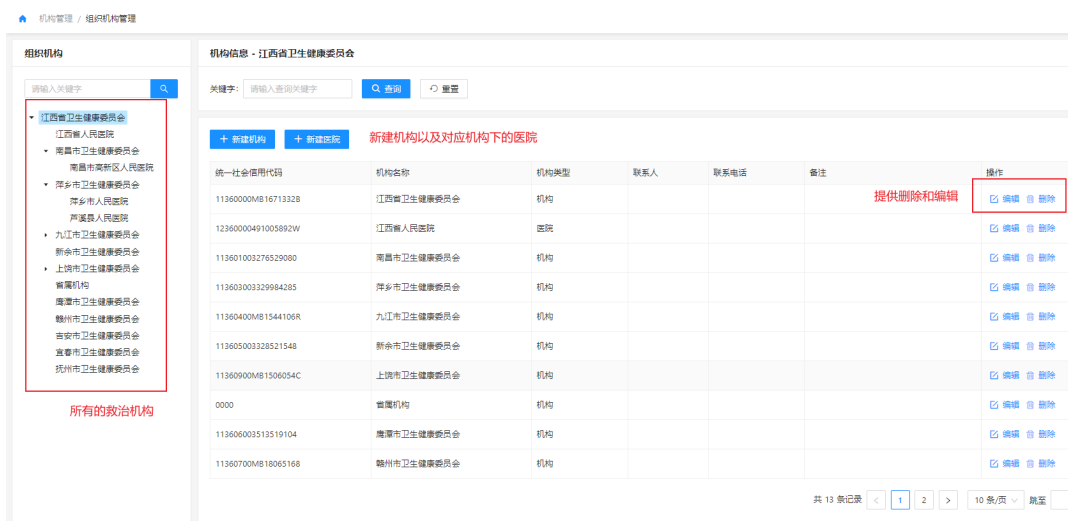 机构管理 / 组织机构管理
组织机构
请输入关键字
江西省卫生健康委员会
江西省人民医院
南昌市卫生健康委员会
南昌市高新区人民医院
萍乡市卫生健康委员会
萍乡市人民医院
芦溪县人民医院
九江市卫生健康委员会
新余市卫生健康委员会
上饶市卫生健康委员会
省属机构
鹰潭市卫生健康委员会
赣州市卫生健康委员会
吉安市卫生健康委员会
宜春市卫生健康委员会
抚州市卫生健康委员会
所有的救治机构
机构信息 - 江西省卫生健康委员会
关键字: 请输入查询关键字 查询 重置
+ 新建机构 + 新建医院 新建机构以及对应机构下的医院
统一社会信用代码 机构名称 机构类型 联系人 联系电话 备注 操作
提供删除和编辑
11360000MB1671332B 江西省卫生健康委员会 机构 编辑 删除
12360000491005892W 江西省人民医院 医院 编辑 删除
113601003276529080 南昌市卫生健康委员会 机构 编辑 删除
113603003329984285 萍乡市卫生健康委员会 机构 编辑 删除
11360400MB1544106R 九江市卫生健康委员会 机构 编辑 删除
113605003328521548 新余市卫生健康委员会 机构 编辑 删除
11360900MB1506054C 上饶市卫生健康委员会 机构 编辑 删除
0000 省属机构 机构 编辑 删除
113606003513519104 鹰潭市卫生健康委员会 机构 编辑 删除
11360700MB18065168 赣州市卫生健康委员会 机构 编辑 删除
共 13 条记录 < 1 2 > 10 条/页 跳至